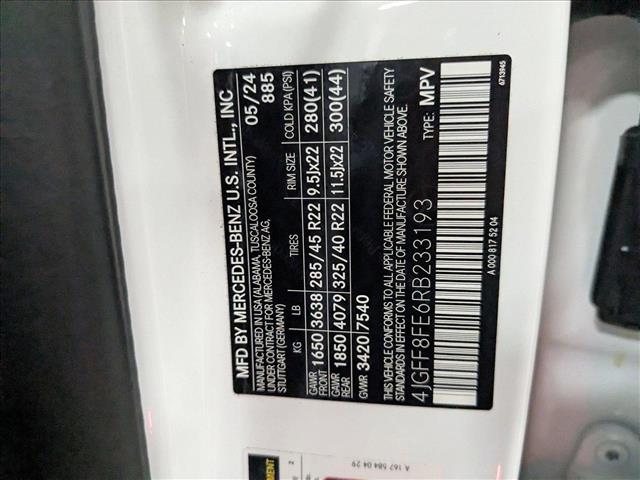 MFD BY MERCEDES-BENZ U.S. INTL., INC
MANUFACTURED IN USA (ALABAMA, TUSCALOOSA COUNTY) 05/24
UNDER CONTRACT FOR MERCEDES-BENZ AG, 885
STUTTGART (GERMANY)
KG LB TIRES RIM SIZE COLD KPA (PSI)
GAWR FRONT 1650 3638 285/45 R22 9.5Jx22 280(41)
GAWR REAR 1850 4079 325/40 R22 11.5Jx22 300(44)
GVWR 3420 7540
THIS VEHICLE CONFORMS TO ALL APPLICABLE FEDERAL MOTOR VEHICLE SAFETY
STANDARDS IN EFFECT ON THE DATE OF MANUFACTURE SHOWN ABOVE.
4JGFF8FE6RB233193 TYPE: MPV
A 000 817 52 04
6713945
A 167 584 04 29